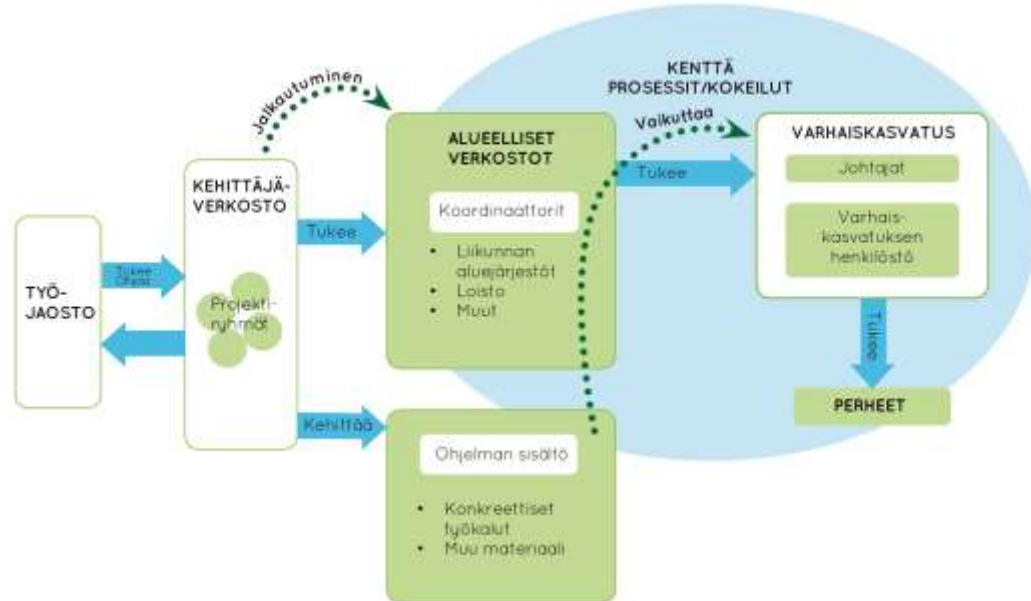 TYÖ-
JAOSTO
Tukee
Ohjaa
KEHITTÄJÄ-
VERKOSTO
Projekti-
ryhmät
Jalkautuminen
Tukee
Kehittää
ALUEELLISET
VERKOSTOT
Koordinaattorit
• Liikunnan
aluejärjestöt
• Loisto
• Muut
Ohjelman sisältö
• Konkreettiset
työkalut
• Muu materiaali
KENTTÄ
PROSESSIT/KOKEILUT
Vaikuttaa
Tukee
VARHAISKASVATUS
Johtajat
Varhais-
kasvatuksen
henkilöstö
Tukee
PERHEET